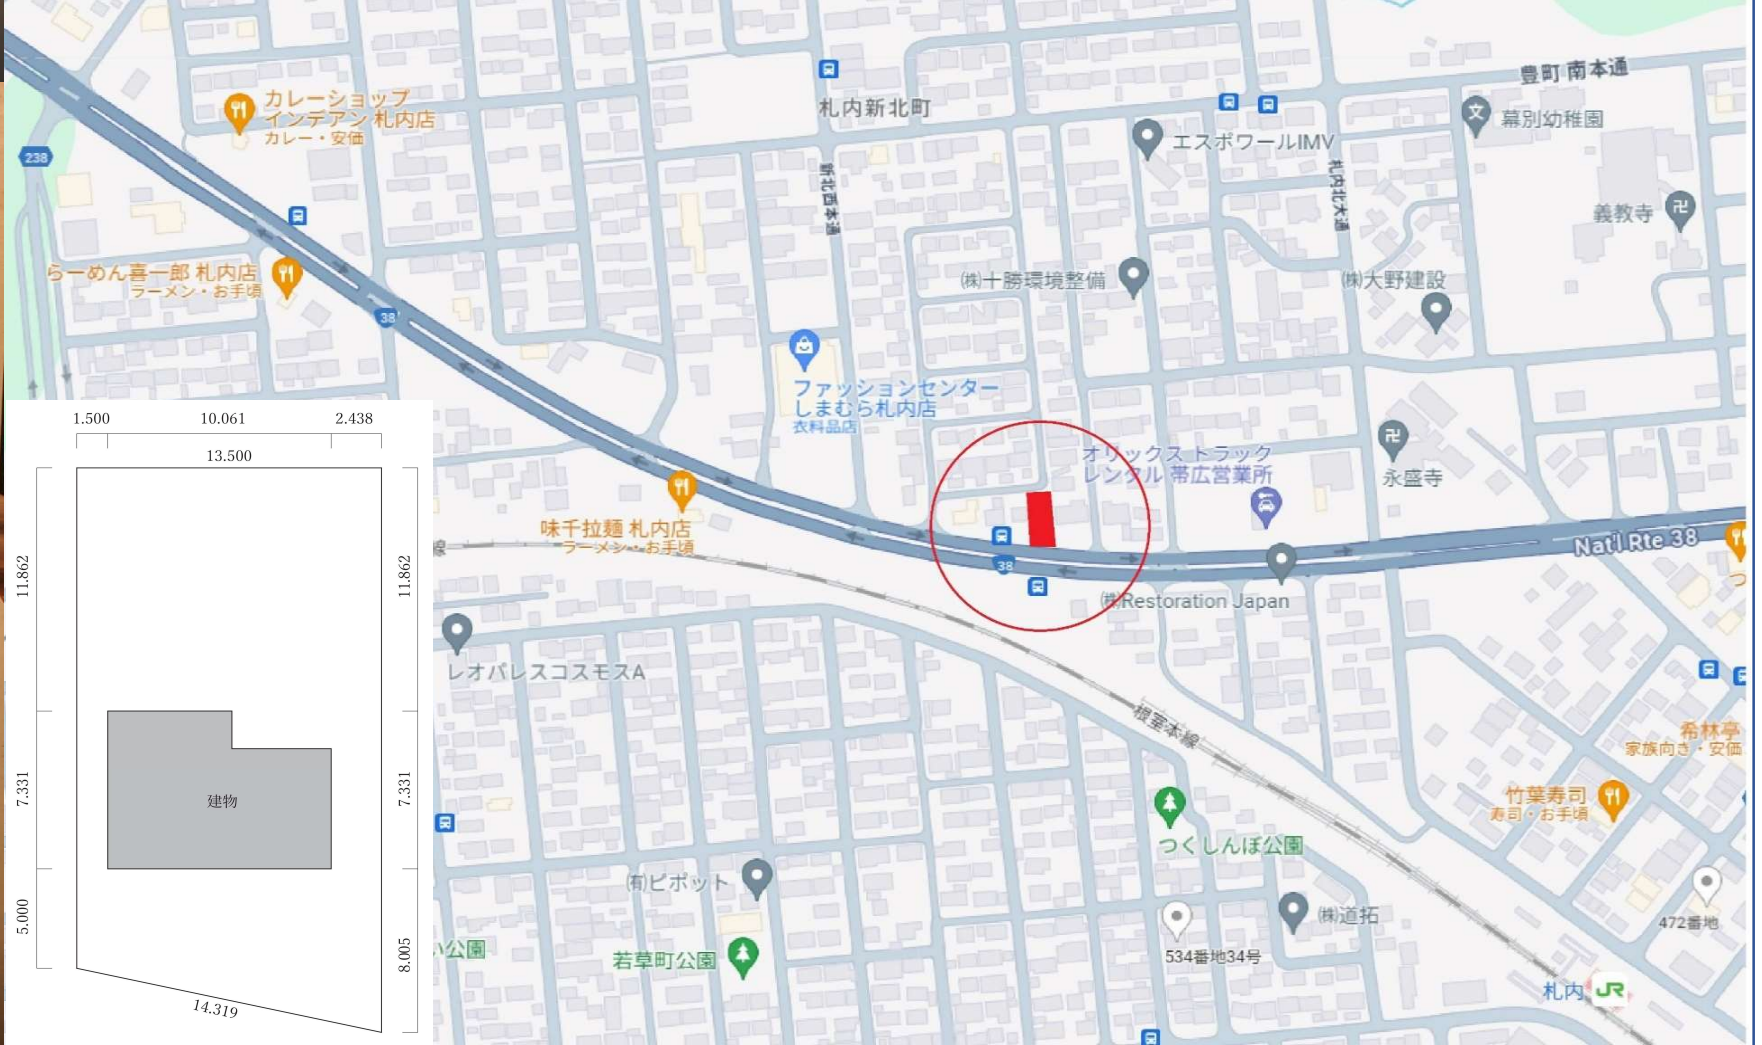 豊町 南本通
カレーショップ
インデアン 札内店
カレー・安価
札内新北町
幕別幼稚園
エスポワールIMV
238
新北西本通
札内北大通
義教寺
らーめん喜一郎 札内店
ラーメン・お手頃
㈱十勝環境整備
㈱大野建設
38
ファッションセンター
しまむら札内店
衣料品店
1.500
10.061
2.438
13.500
オリックス トラック
レンタル 帯広営業所
永盛寺
味千拉麺 札内店
ラーメン・お手頃
線
Nat'l Rte 38
38
つ
11.862
11.862
㈱Restoration Japan
レオパレスコスモスA
根室本線
希林亭
家族向き・安価
7.331
建物
7.331
竹葉寿司
寿司・お手頃
つくしんぼ公園
㈲ピポット
5.000
㈱道拓
472番地
い公園
若草町公園
534番地34号
8.005
14.319
札内
JR